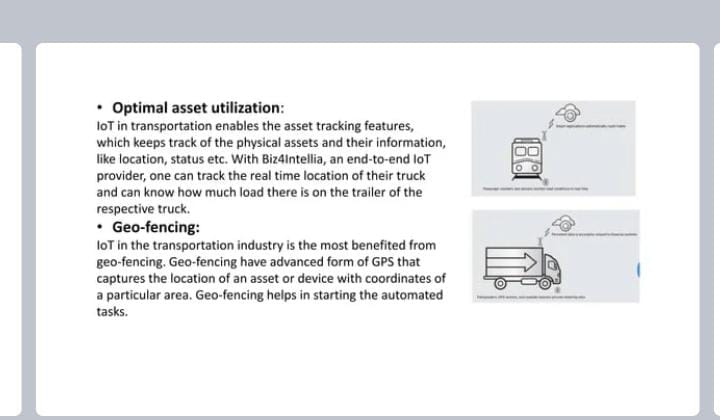 • Optimal asset utilization:
IoT in transportation enables the asset tracking features,
which keeps track of the physical assets and their information,
like location, status etc. With Biz4Intellia, an end-to-end IoT
provider, one can track the real time location of their truck
and can know how much load there is on the trailer of the
respective truck.
• Geo-fencing:
IoT in the transportation industry is the most benefited from
geo-fencing. Geo-fencing have advanced form of GPS that
captures the location of an asset or device with coordinates of
a particular area. Geo-fencing helps in starting the automated
tasks.